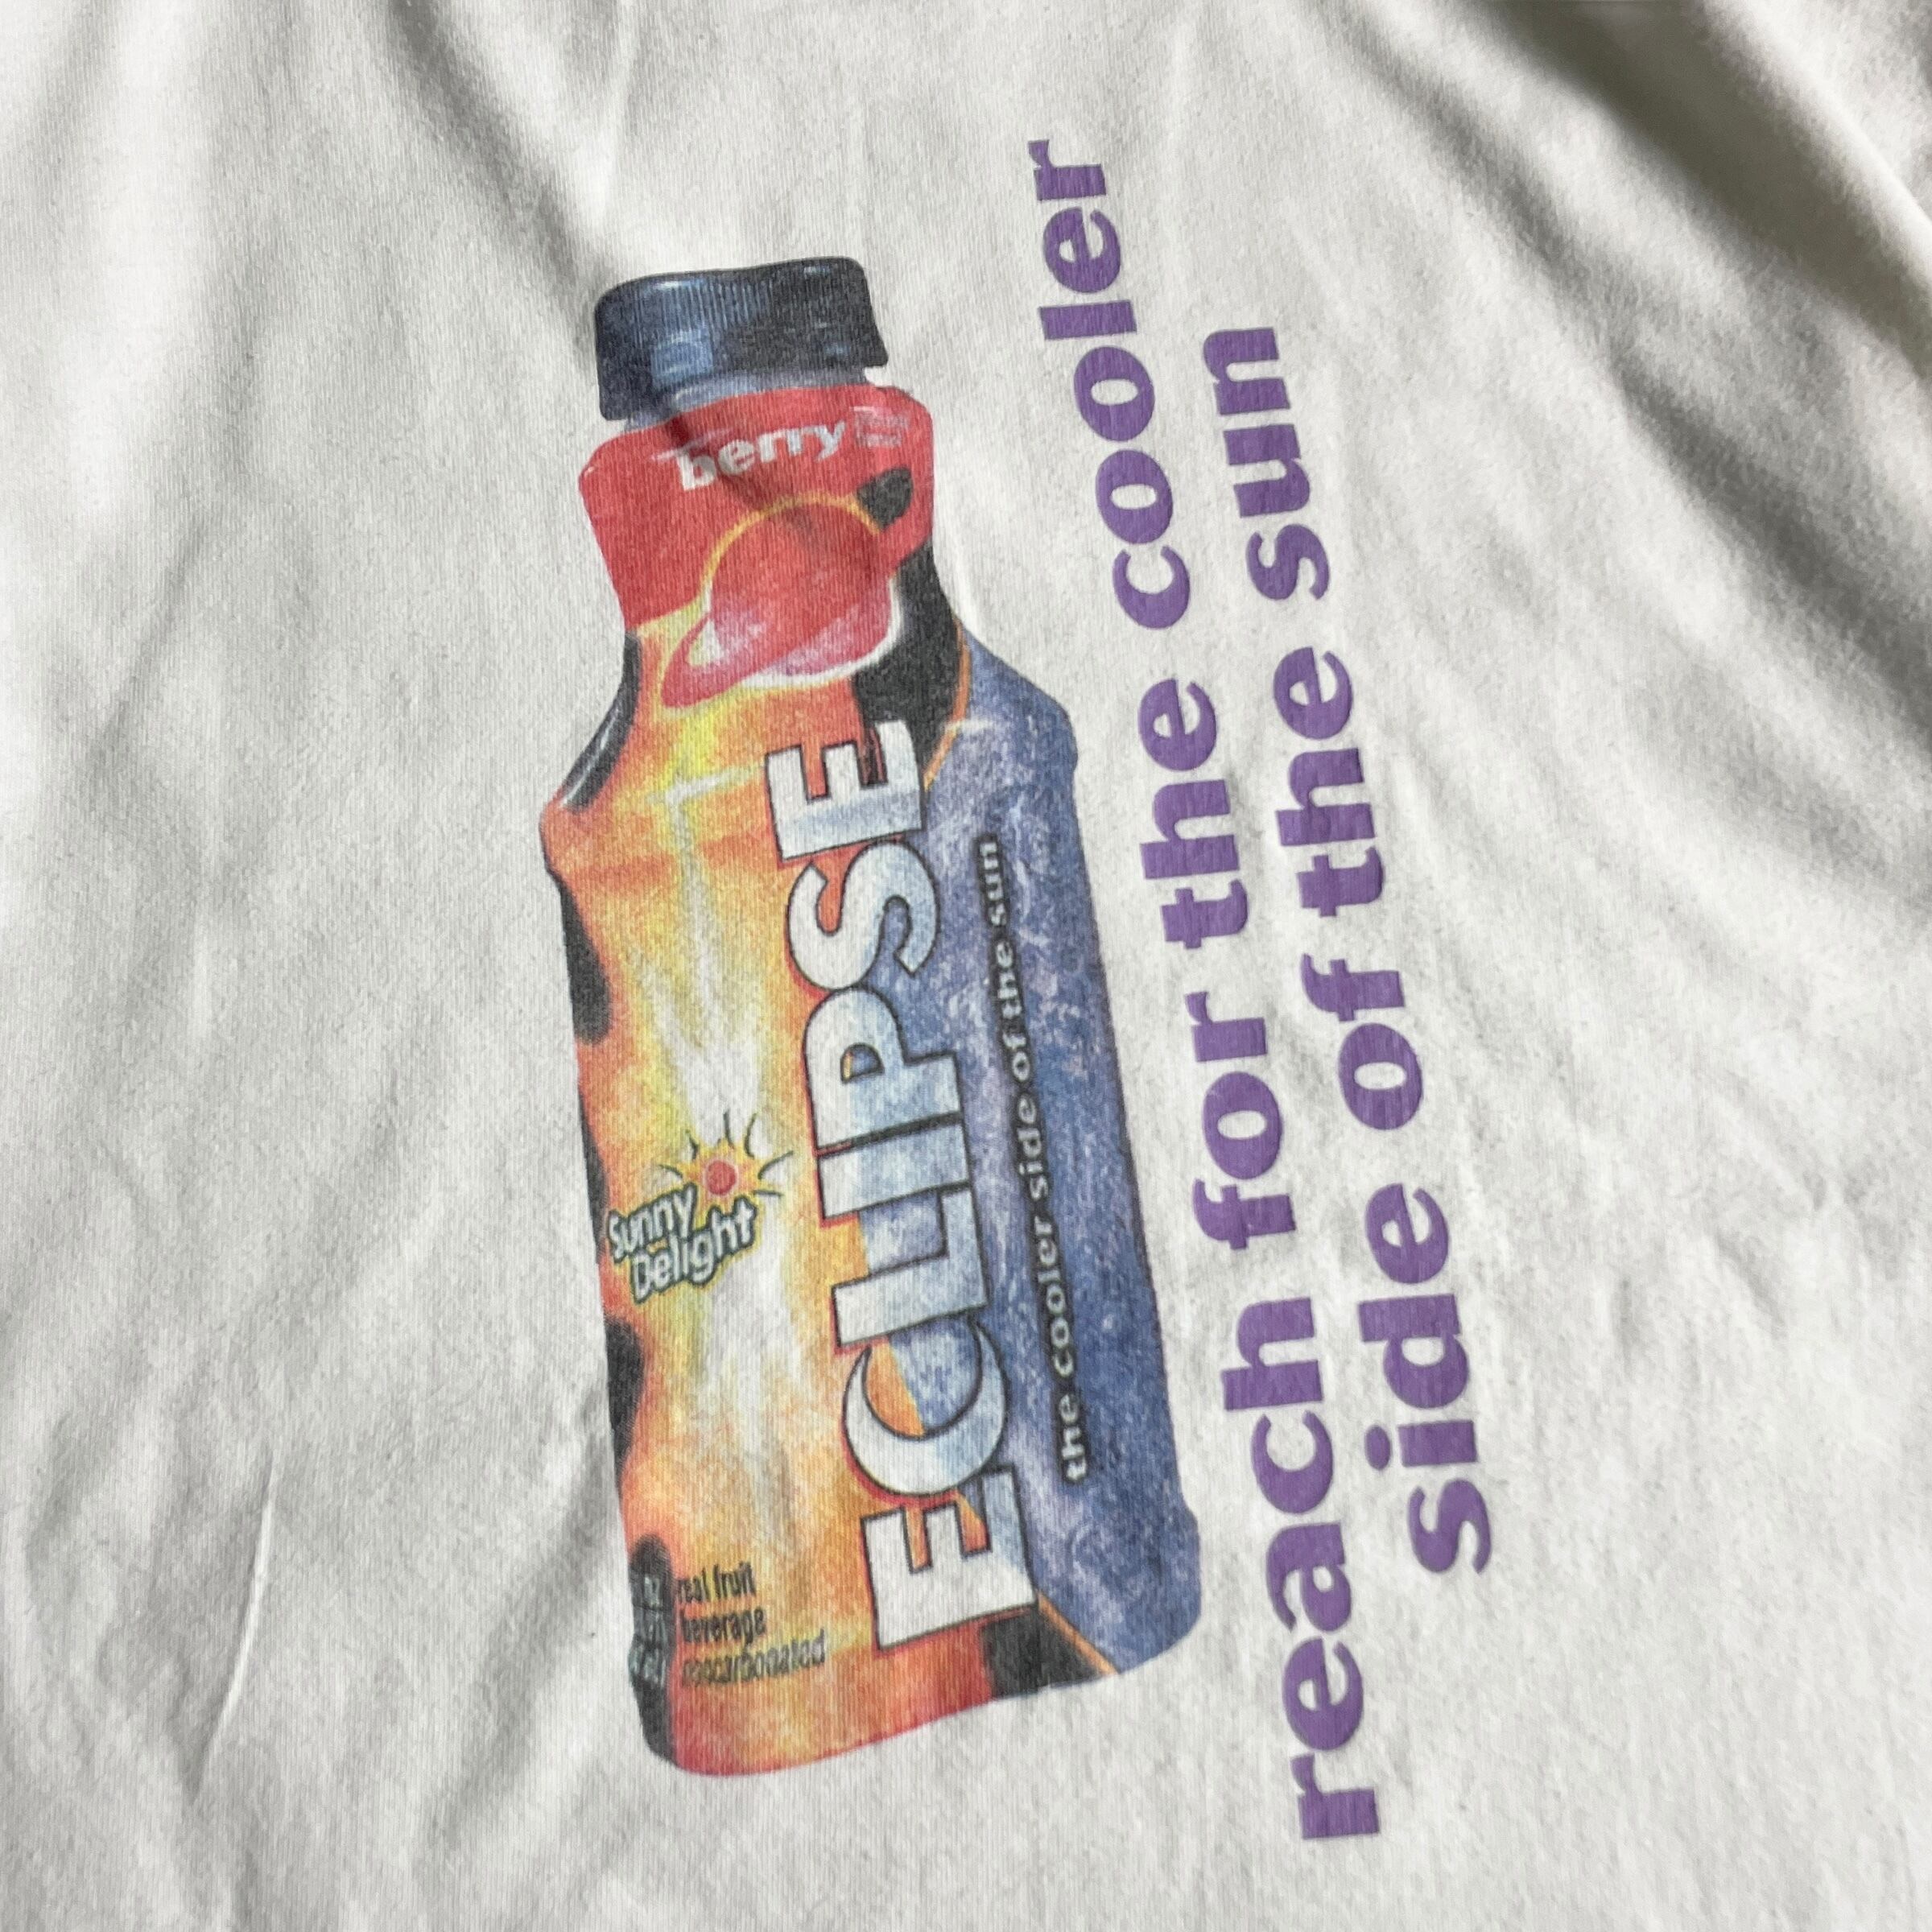 berry
Sunny
Delight
ECLIPSE
the cooler side of the sun
real fruit
beverage
noncarbonated
reach for the cooler
side of the sun